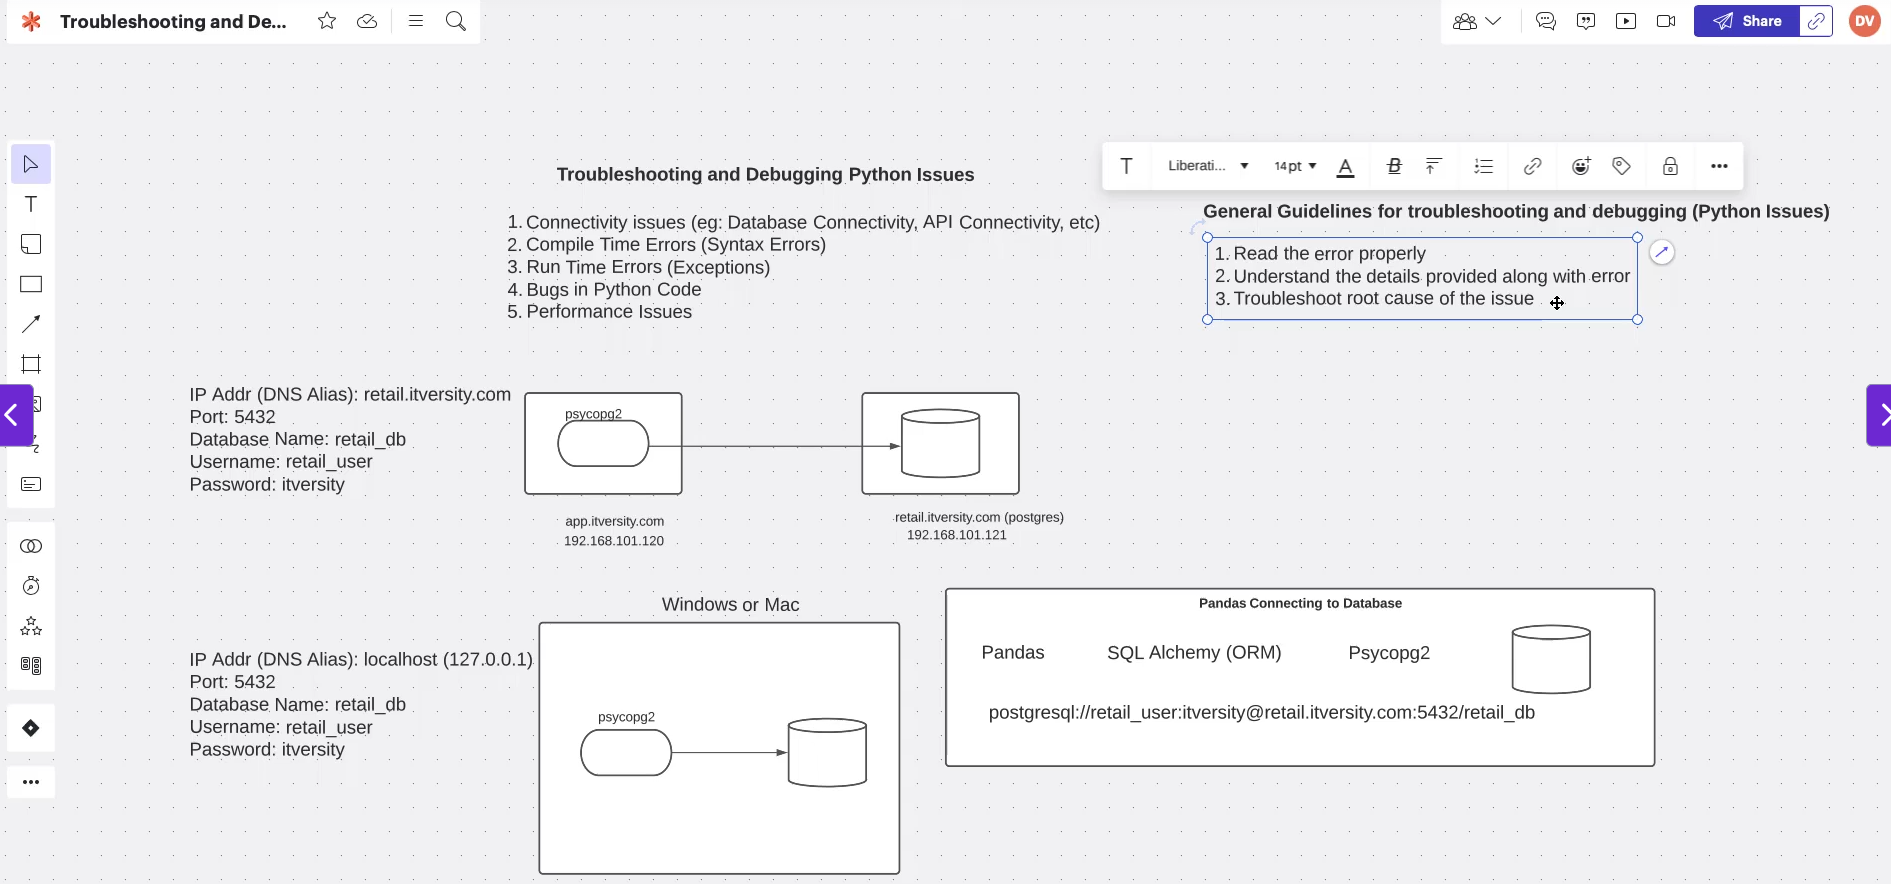 Troubleshooting and De...
Share
DV
Liberati...
14 pt
Troubleshooting and Debugging Python Issues
1. Connectivity issues (eg: Database Connectivity, API Connectivity, etc)
2. Compile Time Errors (Syntax Errors)
3. Run Time Errors (Exceptions)
4. Bugs in Python Code
5. Performance Issues
General Guidelines for troubleshooting and debugging (Python Issues)
1. Read the error properly
2. Understand the details provided along with error
3. Troubleshoot root cause of the issue
IP Addr (DNS Alias): retail.itversity.com
Port: 5432
Database Name: retail_db
Username: retail_user
Password: itversity
psycopg2
app.itversity.com
192.168.101.120
retail.itversity.com (postgres)
192.168.101.121
Windows or Mac
IP Addr (DNS Alias): localhost (127.0.0.1)
Port: 5432
Database Name: retail_db
Username: retail_user
Password: itversity
psycopg2
Pandas Connecting to Database
Pandas
SQL Alchemy (ORM)
Psycopg2
postgresql://retail_user:itversity@retail.itversity.com:5432/retail_db